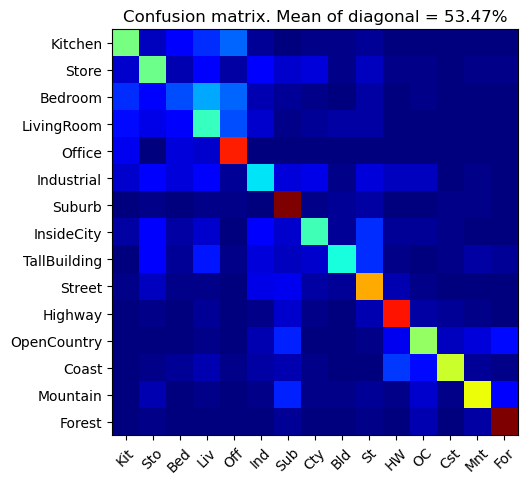 Confusion matrix. Mean of diagonal = 53.47%
Kitchen
Store
Bedroom
LivingRoom
Office
Industrial
Suburb
InsideCity
TallBuilding
Street
Highway
OpenCountry
Coast
Mountain
Forest
Kit Sto Bed Liv Off Ind Sub Cty Bld St HW OC Cst Mnt For